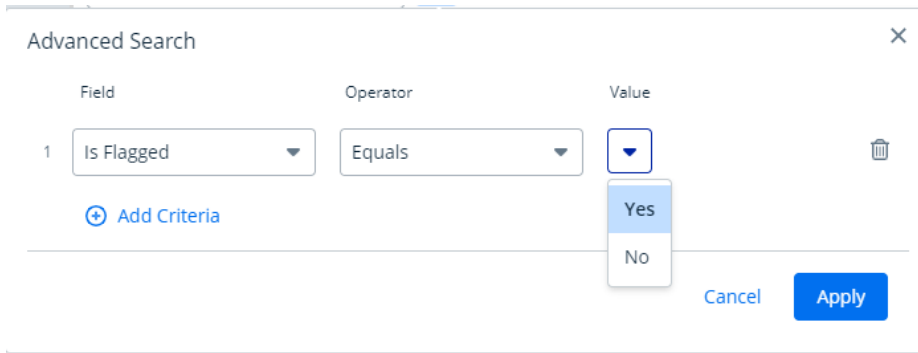 Advanced Search
Field Operator Value
1 Is Flagged Equals
Yes
Add Criteria
No
Cancel Apply